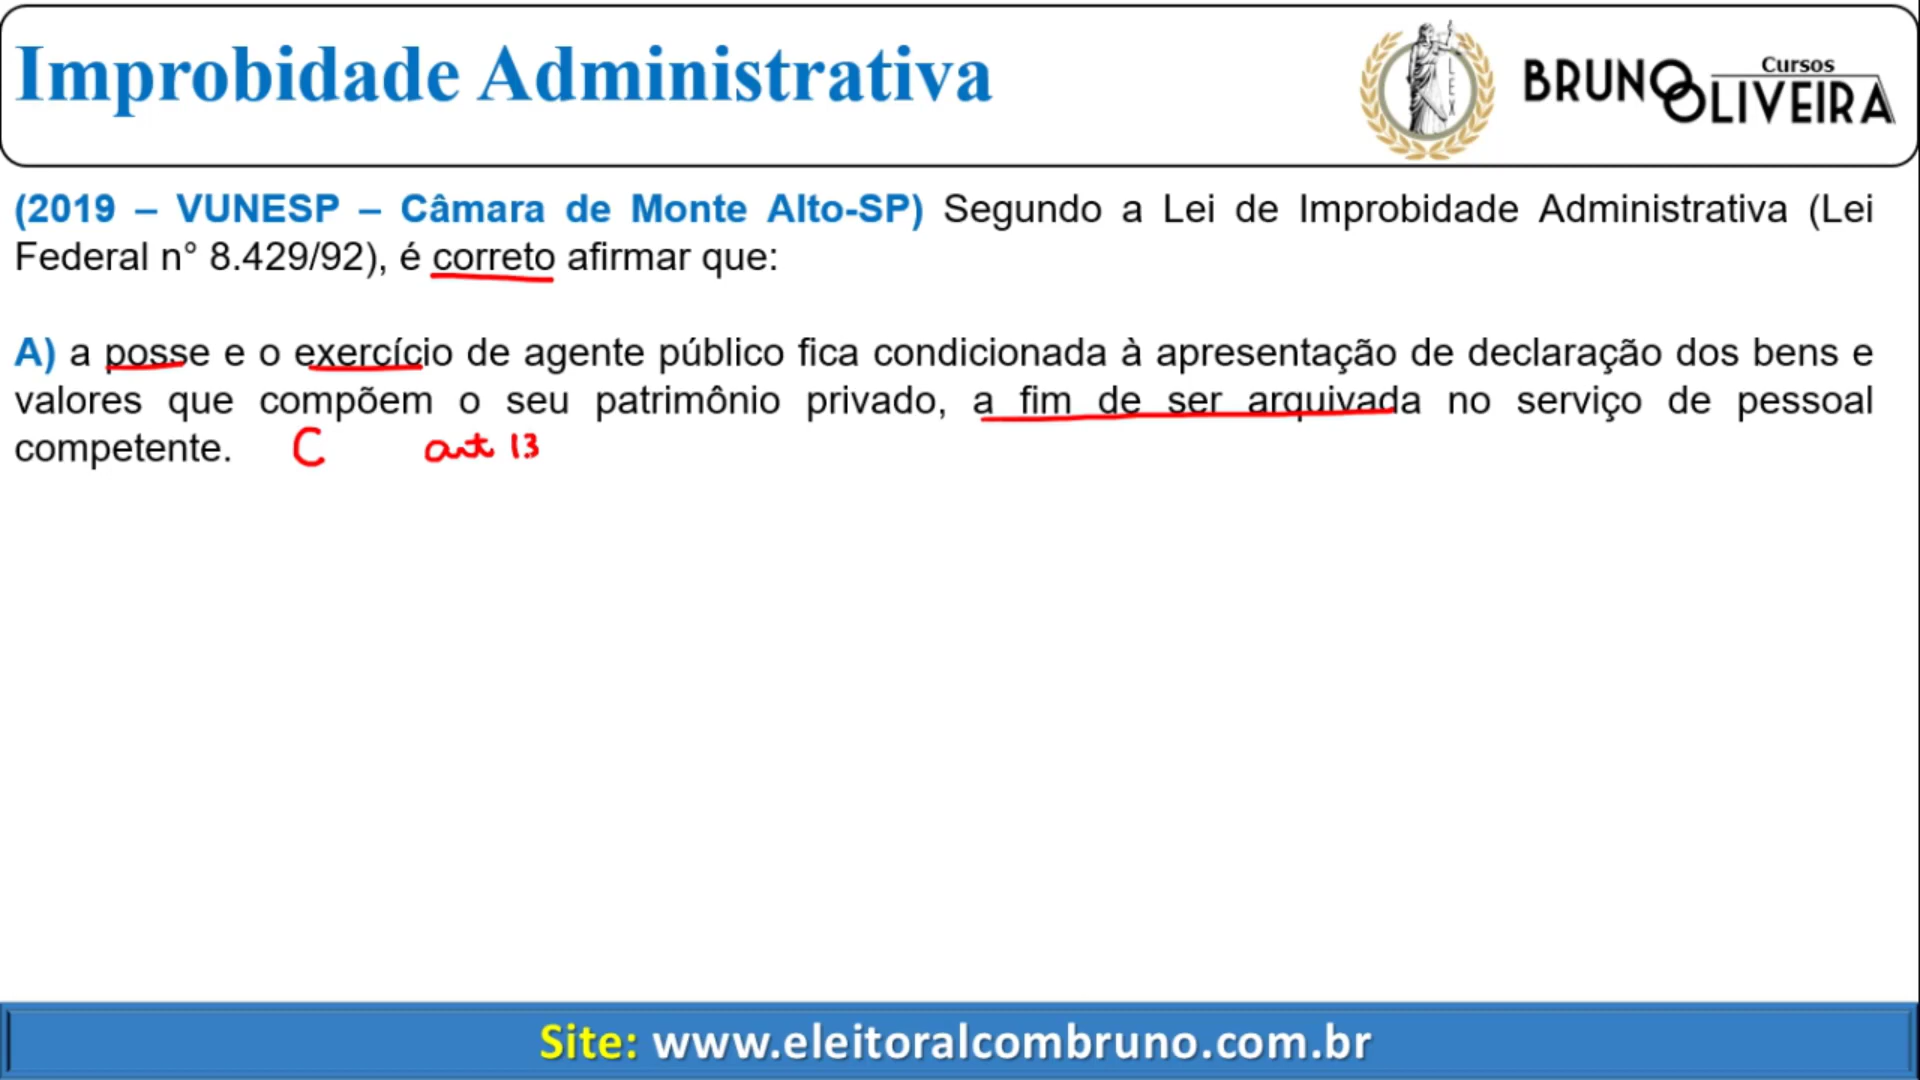 Improbidade Administrativa
LEX
Cursos
BRUNO OLIVEIRA
(2019 – VUNESP – Câmara de Monte Alto-SP) Segundo a Lei de Improbidade Administrativa (Lei
Federal n° 8.429/92), é correto afirmar que:
A) a posse e o exercício de agente público fica condicionada à apresentação de declaração dos bens e
valores que compõem o seu patrimônio privado, a fim de ser arquivada no serviço de pessoal
competente. C art 13
Site: www.eleitoralcombruno.com.br